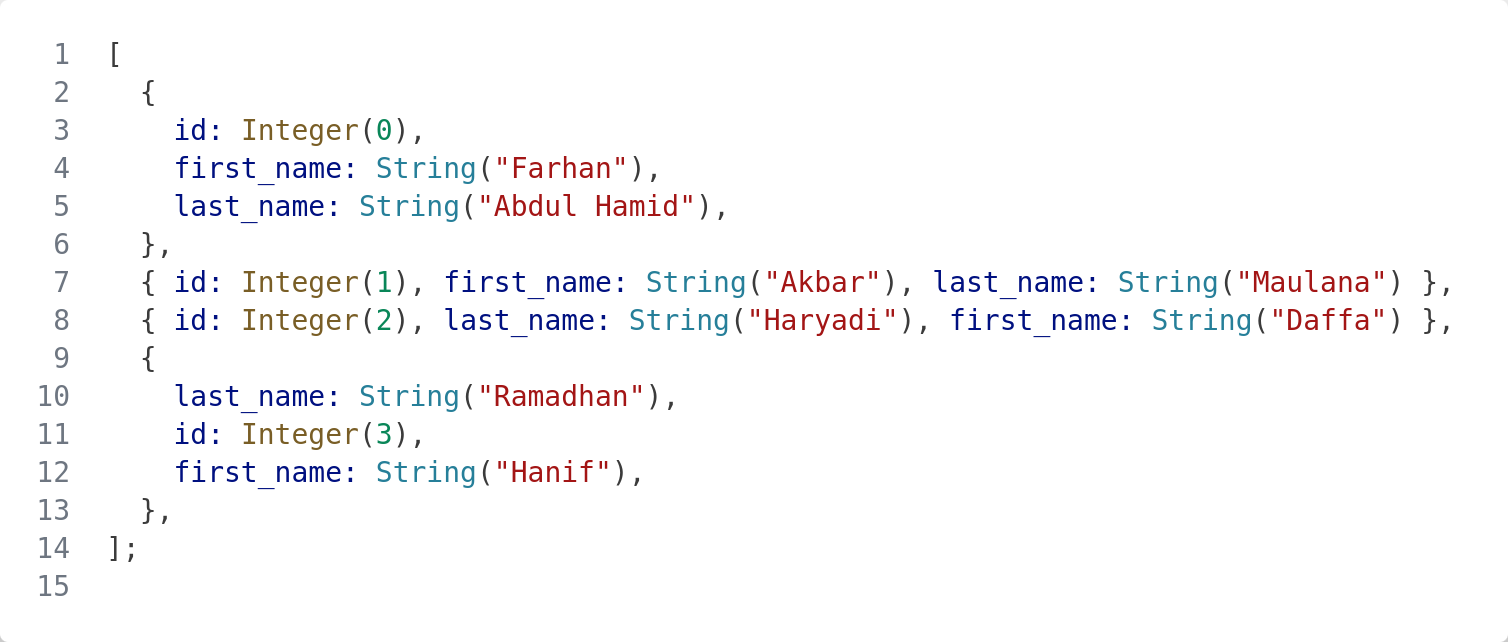 1 [
2   {
3     id: Integer(0),
4     first_name: String("Farhan"),
5     last_name: String("Abdul Hamid"),
6   },
7   { id: Integer(1), first_name: String("Akbar"), last_name: String("Maulana") },
8   { id: Integer(2), last_name: String("Haryadi"), first_name: String("Daffa") },
9   {
10     last_name: String("Ramadhan"),
11     id: Integer(3),
12     first_name: String("Hanif"),
13   },
14 ];
15